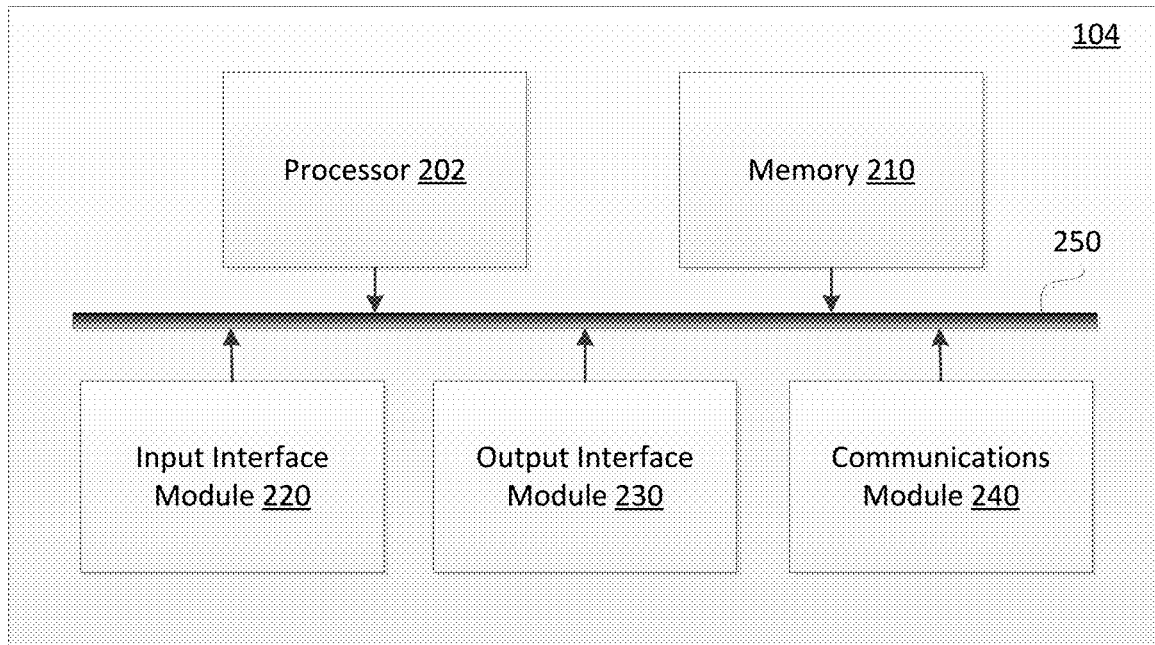 104
Processor 202
Memory 210
250
Input Interface
Module 220
Output Interface
Module 230
Communications
Module 240